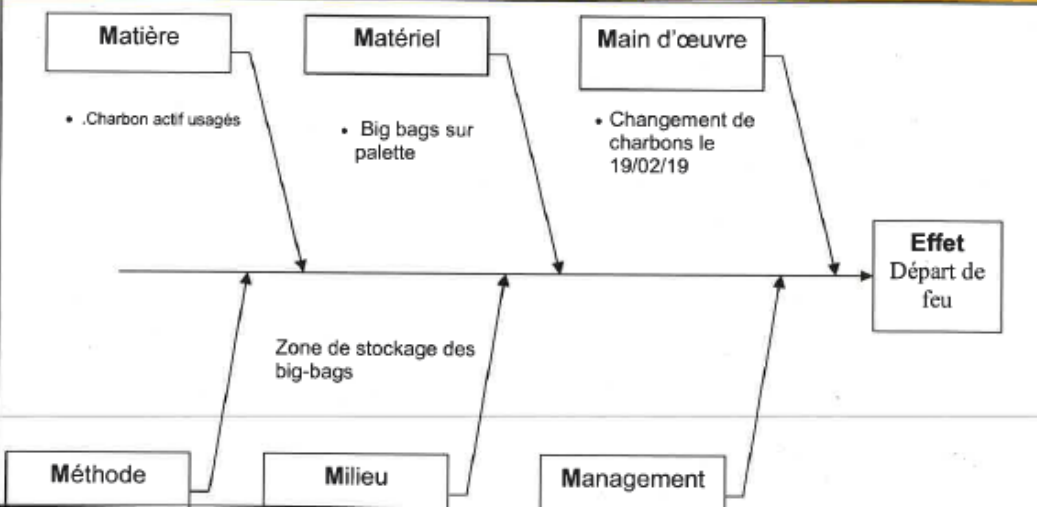 Matière
Matériel
Main d'œuvre
• .Charbon actif usagés
• Big bags sur
palette
• Changement de
charbons le
19/02/19
Effet
Départ de
feu
Zone de stockage des
big-bags
Méthode
Milieu
Management